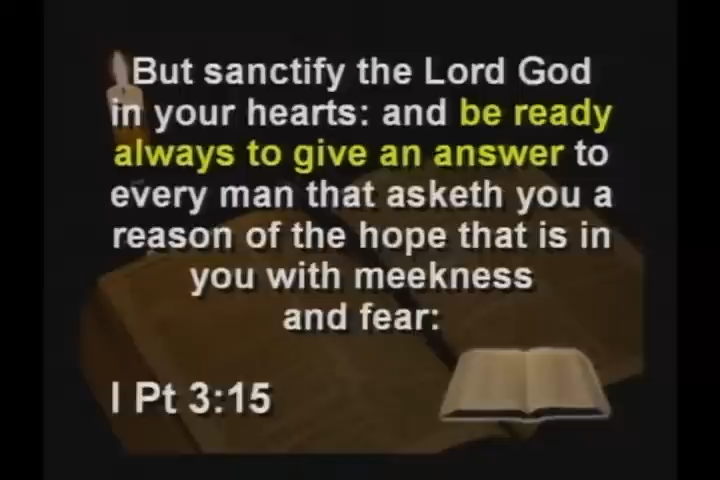 But sanctify the Lord God
in your hearts: and be ready
always to give an answer to
every man that asketh you a
reason of the hope that is in
you with meekness
and fear:
I Pt 3:15